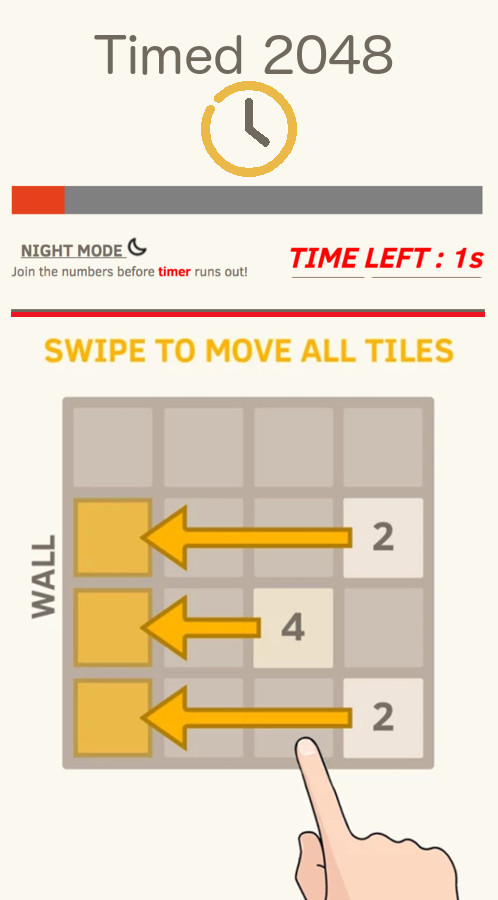 Timed 2048
NIGHT MODE
Join the numbers before timer runs out!
TIME LEFT : 1s
SWIPE TO MOVE ALL TILES
WALL
2
4
2